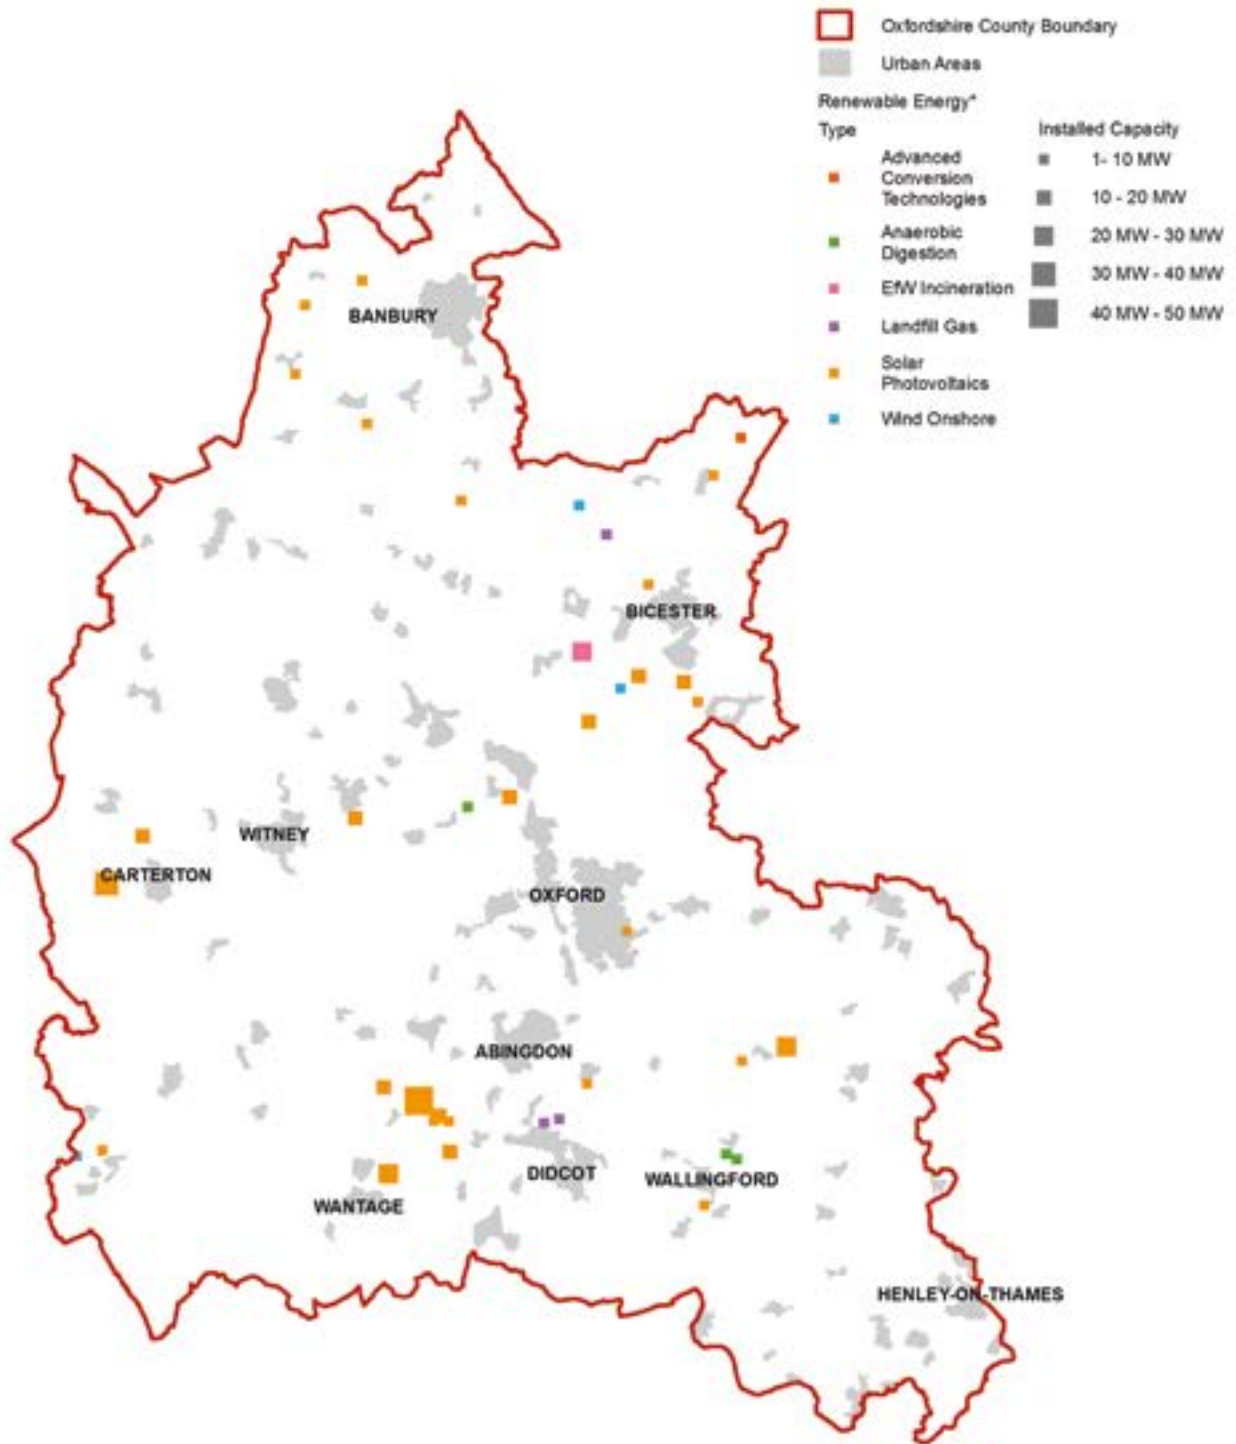 Oxfordshire County Boundary
Urban Areas
Renewable Energy*
Type
Installed Capacity
Advanced
Conversion
Technologies
1- 10 MW
10 - 20 MW
Anaerobic
Digestion
20 MW - 30 MW
EfW Incineration
30 MW - 40 MW
Landfill Gas
40 MW - 50 MW
Solar
Photovoltaics
Wind Onshore
BANBURY
BICESTER
WITNEY
CARTERTON
OXFORD
ABINGDON
DIDCOT
WALLINGFORD
WANTAGE
HENLEY-ON-THAMES